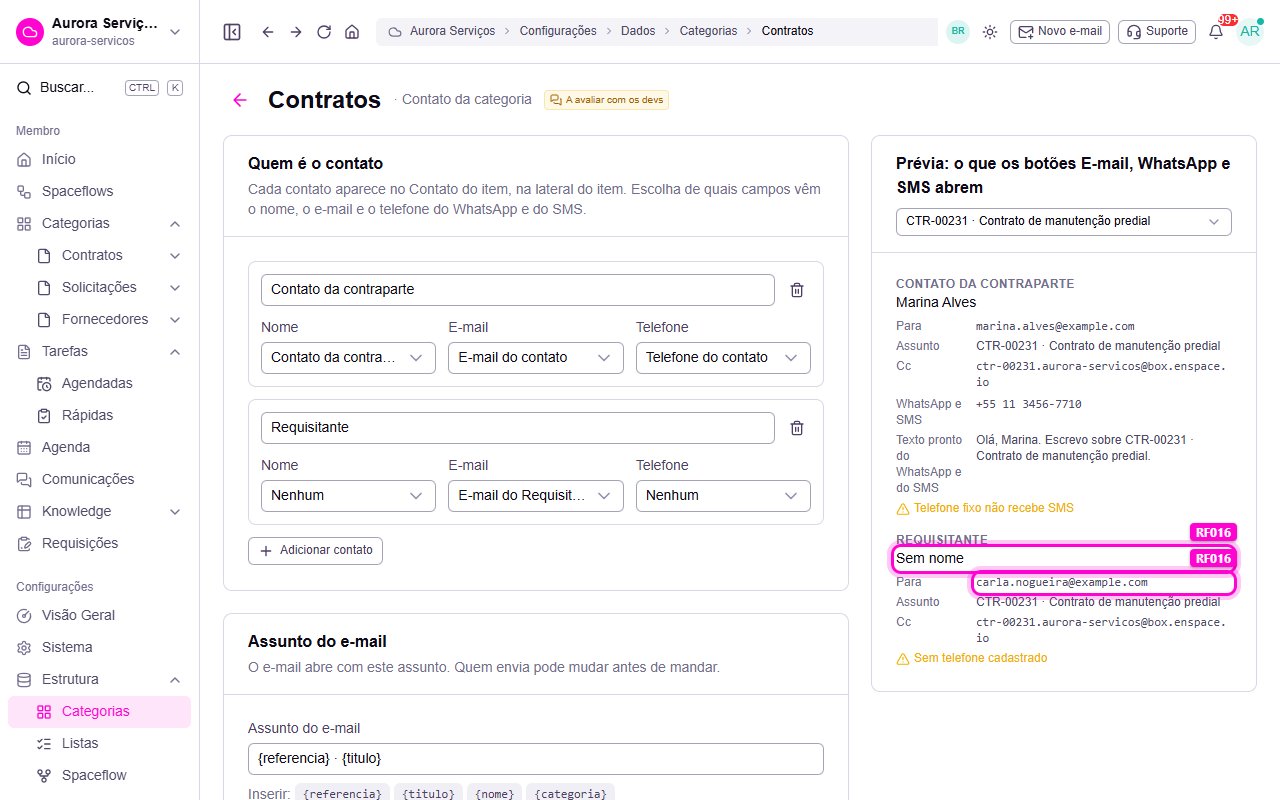 Aurora Serviç...
aurora-servicos
Aurora Serviços
Configurações
Dados
Categorias
Contratos
BR
Novo e-mail
Suporte
99+
AR
Buscar...
CTRL
K
Membro
Início
Spaceflows
Categorias
Contratos
Solicitações
Fornecedores
Tarefas
Agendadas
Rápidas
Agenda
Comunicações
Knowledge
Requisições
Configurações
Visão Geral
Sistema
Estrutura
Categorias
Listas
Spaceflow
Contratos
· Contato da categoria
A avaliar com os devs
Quem é o contato
Cada contato aparece no Contato do item, na lateral do item. Escolha de quais campos vêm
o nome, o e-mail e o telefone do WhatsApp e do SMS.
Contato da contraparte
Nome
E-mail
Telefone
Contato da contra...
E-mail do contato
Telefone do contato
Requisitante
Nome
E-mail
Telefone
Nenhum
E-mail do Requisit...
Nenhum
Adicionar contato
Assunto do e-mail
O e-mail abre com este assunto. Quem envia pode mudar antes de mandar.
Assunto do e-mail
{referencia} · {titulo}
Inserir:
{referencia}
{titulo}
{nome}
{categoria}
Prévia: o que os botões E-mail, WhatsApp e
SMS abrem
CTR-00231 · Contrato de manutenção predial
CONTATO DA CONTRAPARTE
Marina Alves
Para
marina.alves@example.com
Assunto
CTR-00231 · Contrato de manutenção predial
Cc
ctr-00231.aurora-servicos@box.enspace.
io
WhatsApp e
SMS
+55 11 3456-7710
Texto pronto
do
WhatsApp e
do SMS
Olá, Marina. Escrevo sobre CTR-00231 ·
Contrato de manutenção predial.
Telefone fixo não recebe SMS
RF016
REQUISITANTE
Sem nome
RF016
Para
carla.nogueira@example.com
Assunto
CTR-00231 · Contrato de manutenção predial
Cc
ctr-00231.aurora-servicos@box.enspace.
io
Sem telefone cadastrado